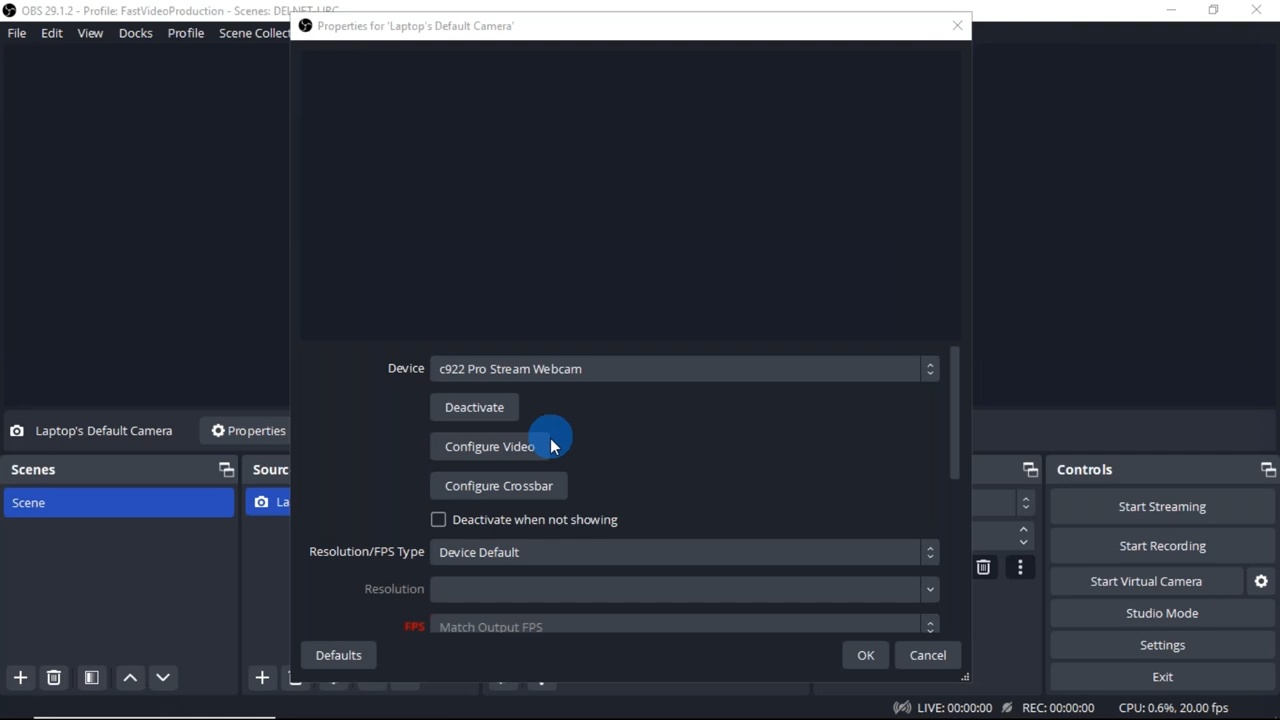 OBS 29.1.2 - Profile: FastVideoProduction - Scenes:
Properties for 'Laptop's Default Camera'
File Edit View Docks Profile Scene Collect
Device c922 Pro Stream Webcam
Deactivate
Configure Video
Configure Crossbar
Deactivate when not showing
Resolution/FPS Type Device Default
Resolution
FPS Match Output FPS
Defaults OK Cancel
Laptop's Default Camera Properties
Scenes
Scene
Sourc
La
Controls
Start Streaming
Start Recording
Start Virtual Camera
Studio Mode
Settings
Exit
LIVE: 00:00:00 REC: 00:00:00 CPU: 0.6%, 20.00 fps